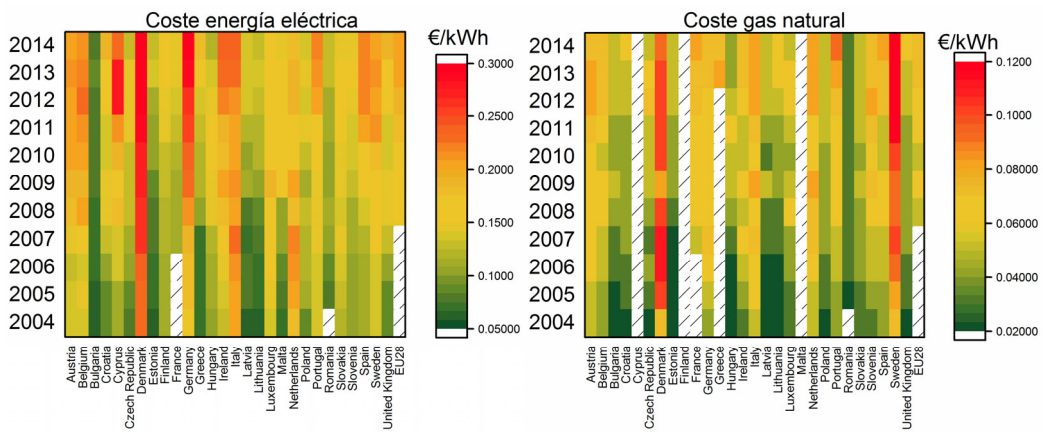 Coste energía eléctrica
€/kWh
2014
2013
2012
2011
2010
2009
2008
2007
2006
2005
2004
0.3000
0.2000
0.1000
0.05000
Austria
Belgium
Bulgaria
Croatia
Cyprus
Czech Republic
Denmark
Estonia
Finland
France
Germany
Greece
Hungary
Ireland
Italy
Latvia
Lithuania
Luxembourg
Malta
Netherlands
Poland
Portugal
Romania
Slovakia
Slovenia
Spain
Sweden
United Kingdom
EU28
Coste gas natural
€/kWh
2014
2013
2012
2011
2010
2009
2008
2007
2006
2005
2004
0.1200
0.1000
0.08000
0.06000
0.04000
0.02000
Austria
Belgium
Bulgaria
Croatia
Cyprus
Czech Republic
Denmark
Estonia
Finland
France
Germany
Greece
Hungary
Ireland
Italy
Latvia
Lithuania
Luxembourg
Malta
Netherlands
Poland
Portugal
Romania
Slovakia
Slovenia
Spain
Sweden
United Kingdom
EU28